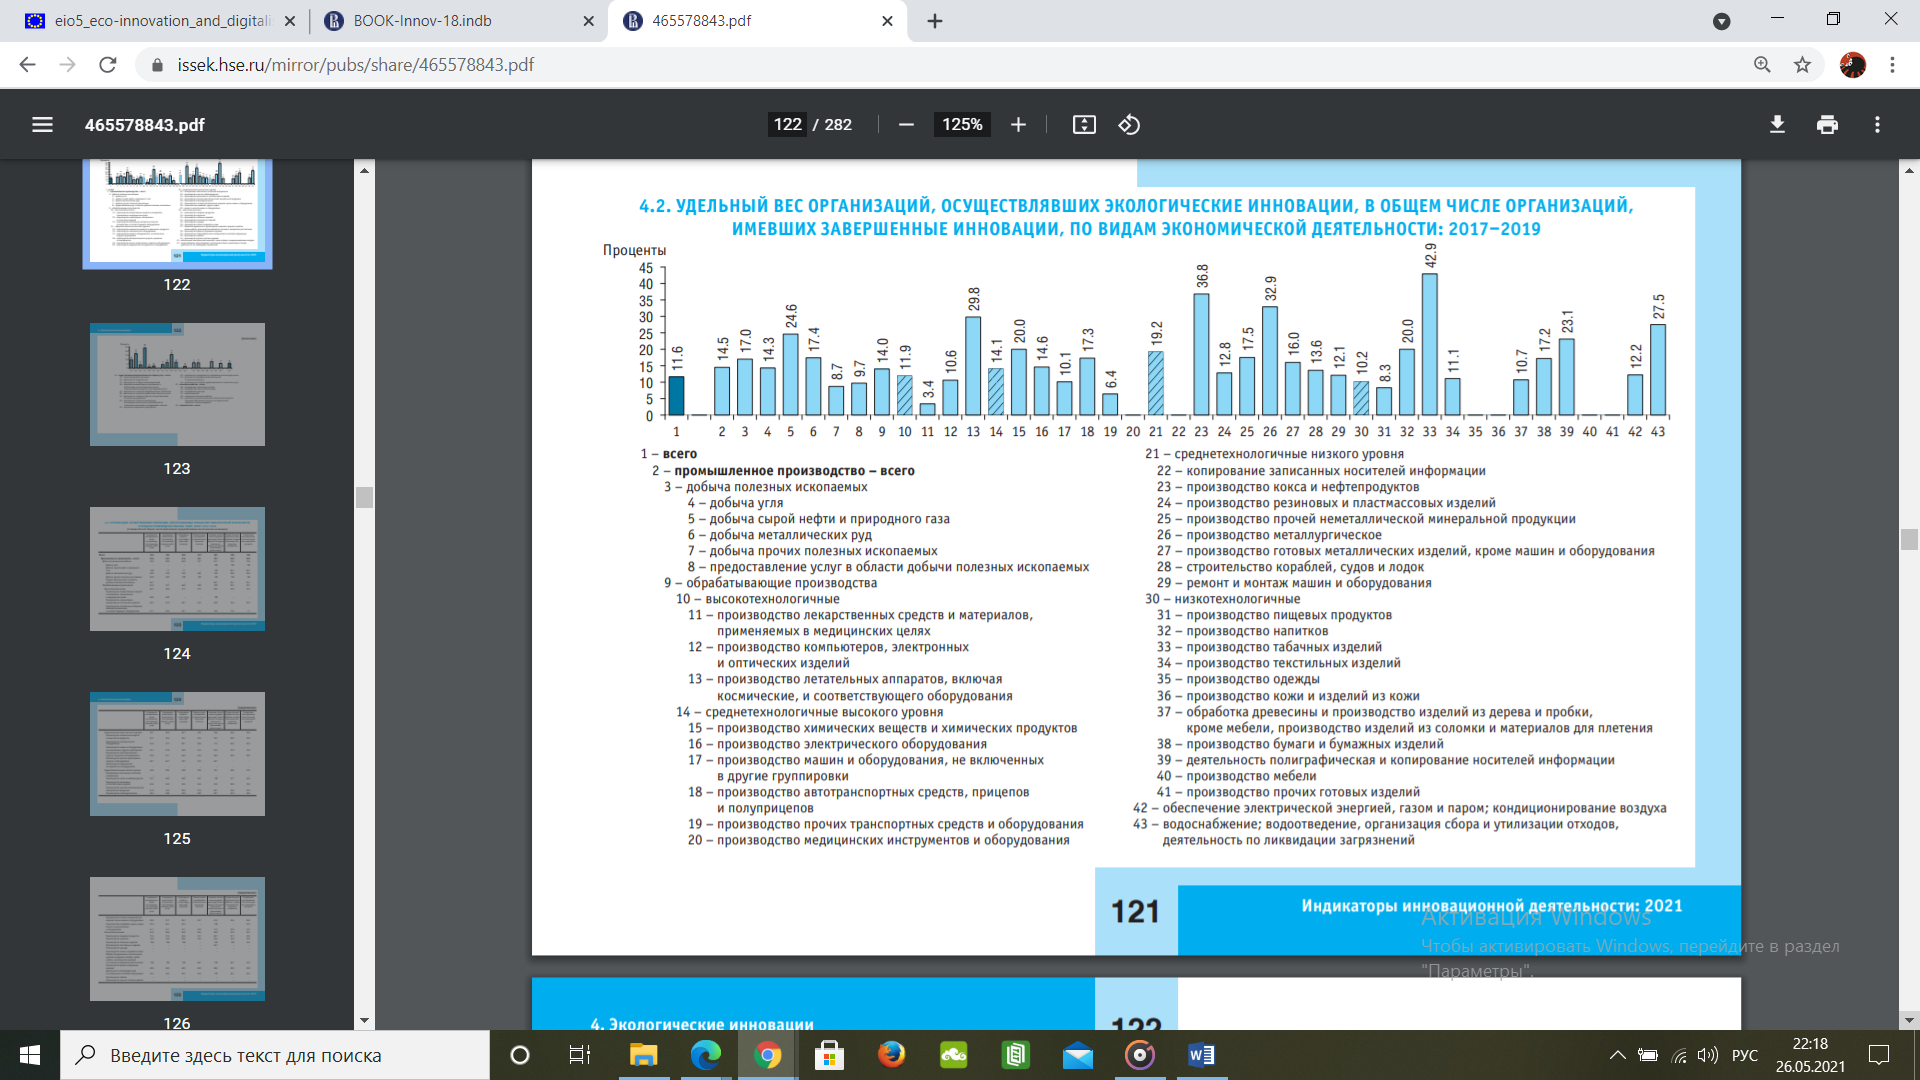 eio5_eco-innovation_and_digitali
BOOK-Innov-18.indb
465578843.pdf
issek.hse.ru/mirror/pubs/share/465578843.pdf
465578843.pdf
122 / 282
125%
122
123
124
125
126
4.2. УДЕЛЬНЫЙ ВЕС ОРГАНИЗАЦИЙ, ОСУЩЕСТВЛЯВШИХ ЭКОЛОГИЧЕСКИЕ ИННОВАЦИИ, В ОБЩЕМ ЧИСЛЕ ОРГАНИЗАЦИЙ,
ИМЕВШИХ ЗАВЕРШЕННЫЕ ИННОВАЦИИ, ПО ВИДАМ ЭКОНОМИЧЕСКОЙ ДЕЯТЕЛЬНОСТИ: 2017–2019
Проценты
45
40
35
30
25
20
15
10
5
0
11.6 14.5 17.0 14.3 24.6 17.4 8.7 9.7 14.0 11.9 3.4 10.6 29.8 14.1 20.0 14.6 10.1 17.3 6.4 19.2 36.8 12.8 17.5 32.9 16.0 13.6 12.1 10.2 8.3 20.0 42.9 11.1 10.7 17.2 23.1 12.2 27.5
1 2 3 4 5 6 7 8 9 10 11 12 13 14 15 16 17 18 19 20 21 22 23 24 25 26 27 28 29 30 31 32 33 34 35 36 37 38 39 40 41 42 43
1 – всего
2 – промышленное производство – всего
3 – добыча полезных ископаемых
4 – добыча угля
5 – добыча сырой нефти и природного газа
6 – добыча металлических руд
7 – добыча прочих полезных ископаемых
8 – предоставление услуг в области добычи полезных ископаемых
9 – обрабатывающие производства
10 – высокотехнологичные
11 – производство лекарственных средств и материалов,
применяемых в медицинских целях
12 – производство компьютеров, электронных
и оптических изделий
13 – производство летательных аппаратов, включая
космические, и соответствующего оборудования
14 – среднетехнологичные высокого уровня
15 – производство химических веществ и химических продуктов
16 – производство электрического оборудования
17 – производство машин и оборудования, не включенных
в другие группировки
18 – производство автотранспортных средств, прицепов
и полуприцепов
19 – производство прочих транспортных средств и оборудования
20 – производство медицинских инструментов и оборудования
21 – среднетехнологичные низкого уровня
22 – копирование записанных носителей информации
23 – производство кокса и нефтепродуктов
24 – производство резиновых и пластмассовых изделий
25 – производство прочей неметаллической минеральной продукции
26 – производство металлургическое
27 – производство готовых металлических изделий, кроме машин и оборудования
28 – строительство кораблей, судов и лодок
29 – ремонт и монтаж машин и оборудования
30 – низкотехнологичные
31 – производство пищевых продуктов
32 – производство напитков
33 – производство табачных изделий
34 – производство текстильных изделий
35 – производство одежды
36 – производство кожи и изделий из кожи
37 – обработка древесины и производство изделий из дерева и пробки,
кроме мебели, производство изделий из соломки и материалов для плетения
38 – производство бумаги и бумажных изделий
39 – деятельность полиграфическая и копирование носителей информации
40 – производство мебели
41 – производство прочих готовых изделий
42 – обеспечение электрической энергией, газом и паром; кондиционирование воздуха
43 – водоснабжение; водоотведение, организация сбора и утилизации отходов,
деятельность по ликвидации загрязнений
121
Индикаторы инновационной деятельности: 2021
Активация Windows
Чтобы активировать Windows, перейдите в раздел
"Параметры".
4. Экологические инновации
122
Введите здесь текст для поиска
РУС
22:18
26.05.2021